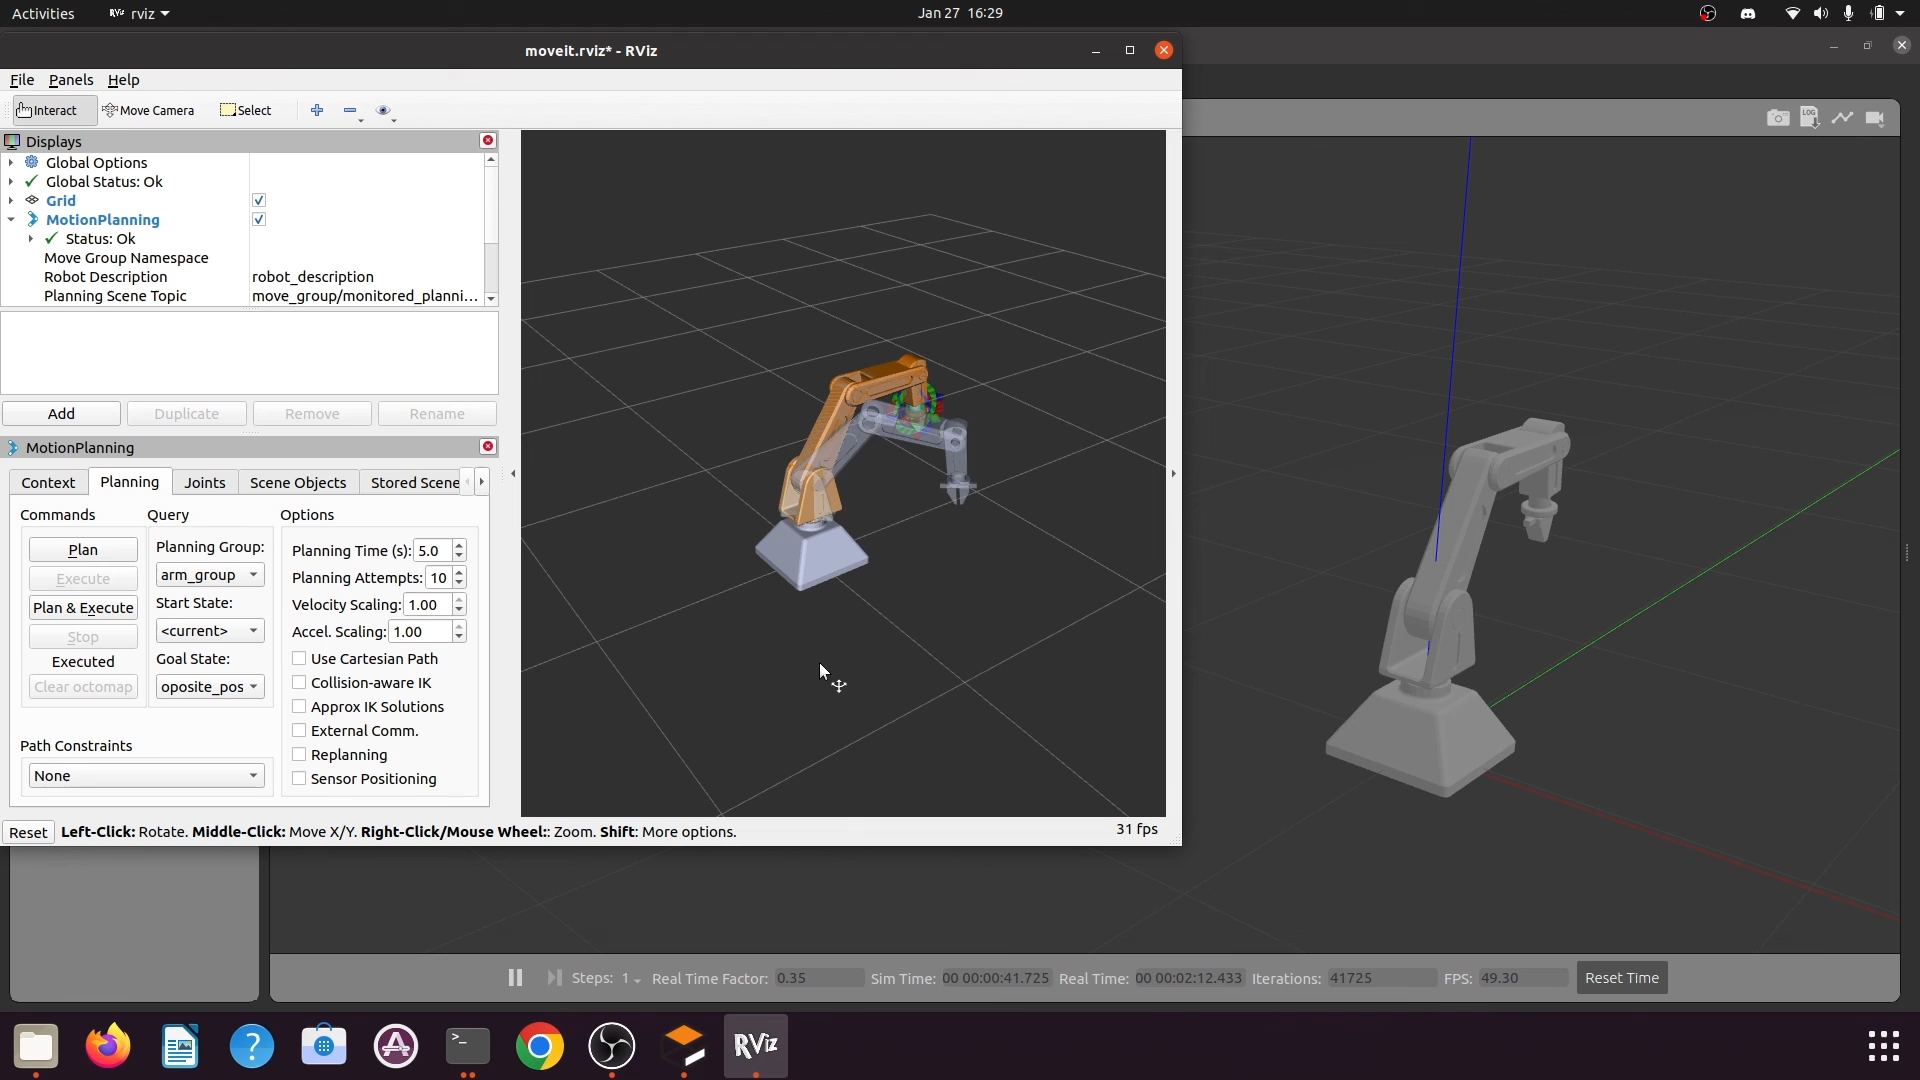 Activities
RViz rviz
Jan 27 16:29
moveit.rviz* - RViz
File Panels Help
Interact Move Camera Select
Displays
Global Options
Global Status: Ok
Grid
MotionPlanning
Status: Ok
Move Group Namespace
Robot Description robot_description
Planning Scene Topic move_group/monitored_planni...
Add Duplicate Remove Rename
MotionPlanning
Context Planning Joints Scene Objects Stored Scene
Commands Query Options
Plan
Execute
Plan & Execute
Stop
Executed
Clear octomap
Planning Group:
arm_group
Start State:
<current>
Goal State:
oposite_pos
Planning Time (s): 5.0
Planning Attempts: 10
Velocity Scaling: 1.00
Accel. Scaling: 1.00
Use Cartesian Path
Collision-aware IK
Approx IK Solutions
External Comm.
Replanning
Sensor Positioning
Path Constraints
None
Reset Left-Click: Rotate. Middle-Click: Move X/Y. Right-Click/Mouse Wheel:: Zoom. Shift: More options.
31 fps
LOG
Steps: 1 Real Time Factor: 0.35 Sim Time: 00 00:00:41.725 Real Time: 00 00:02:12.433 Iterations: 41725 FPS: 49.30 Reset Time
RViz